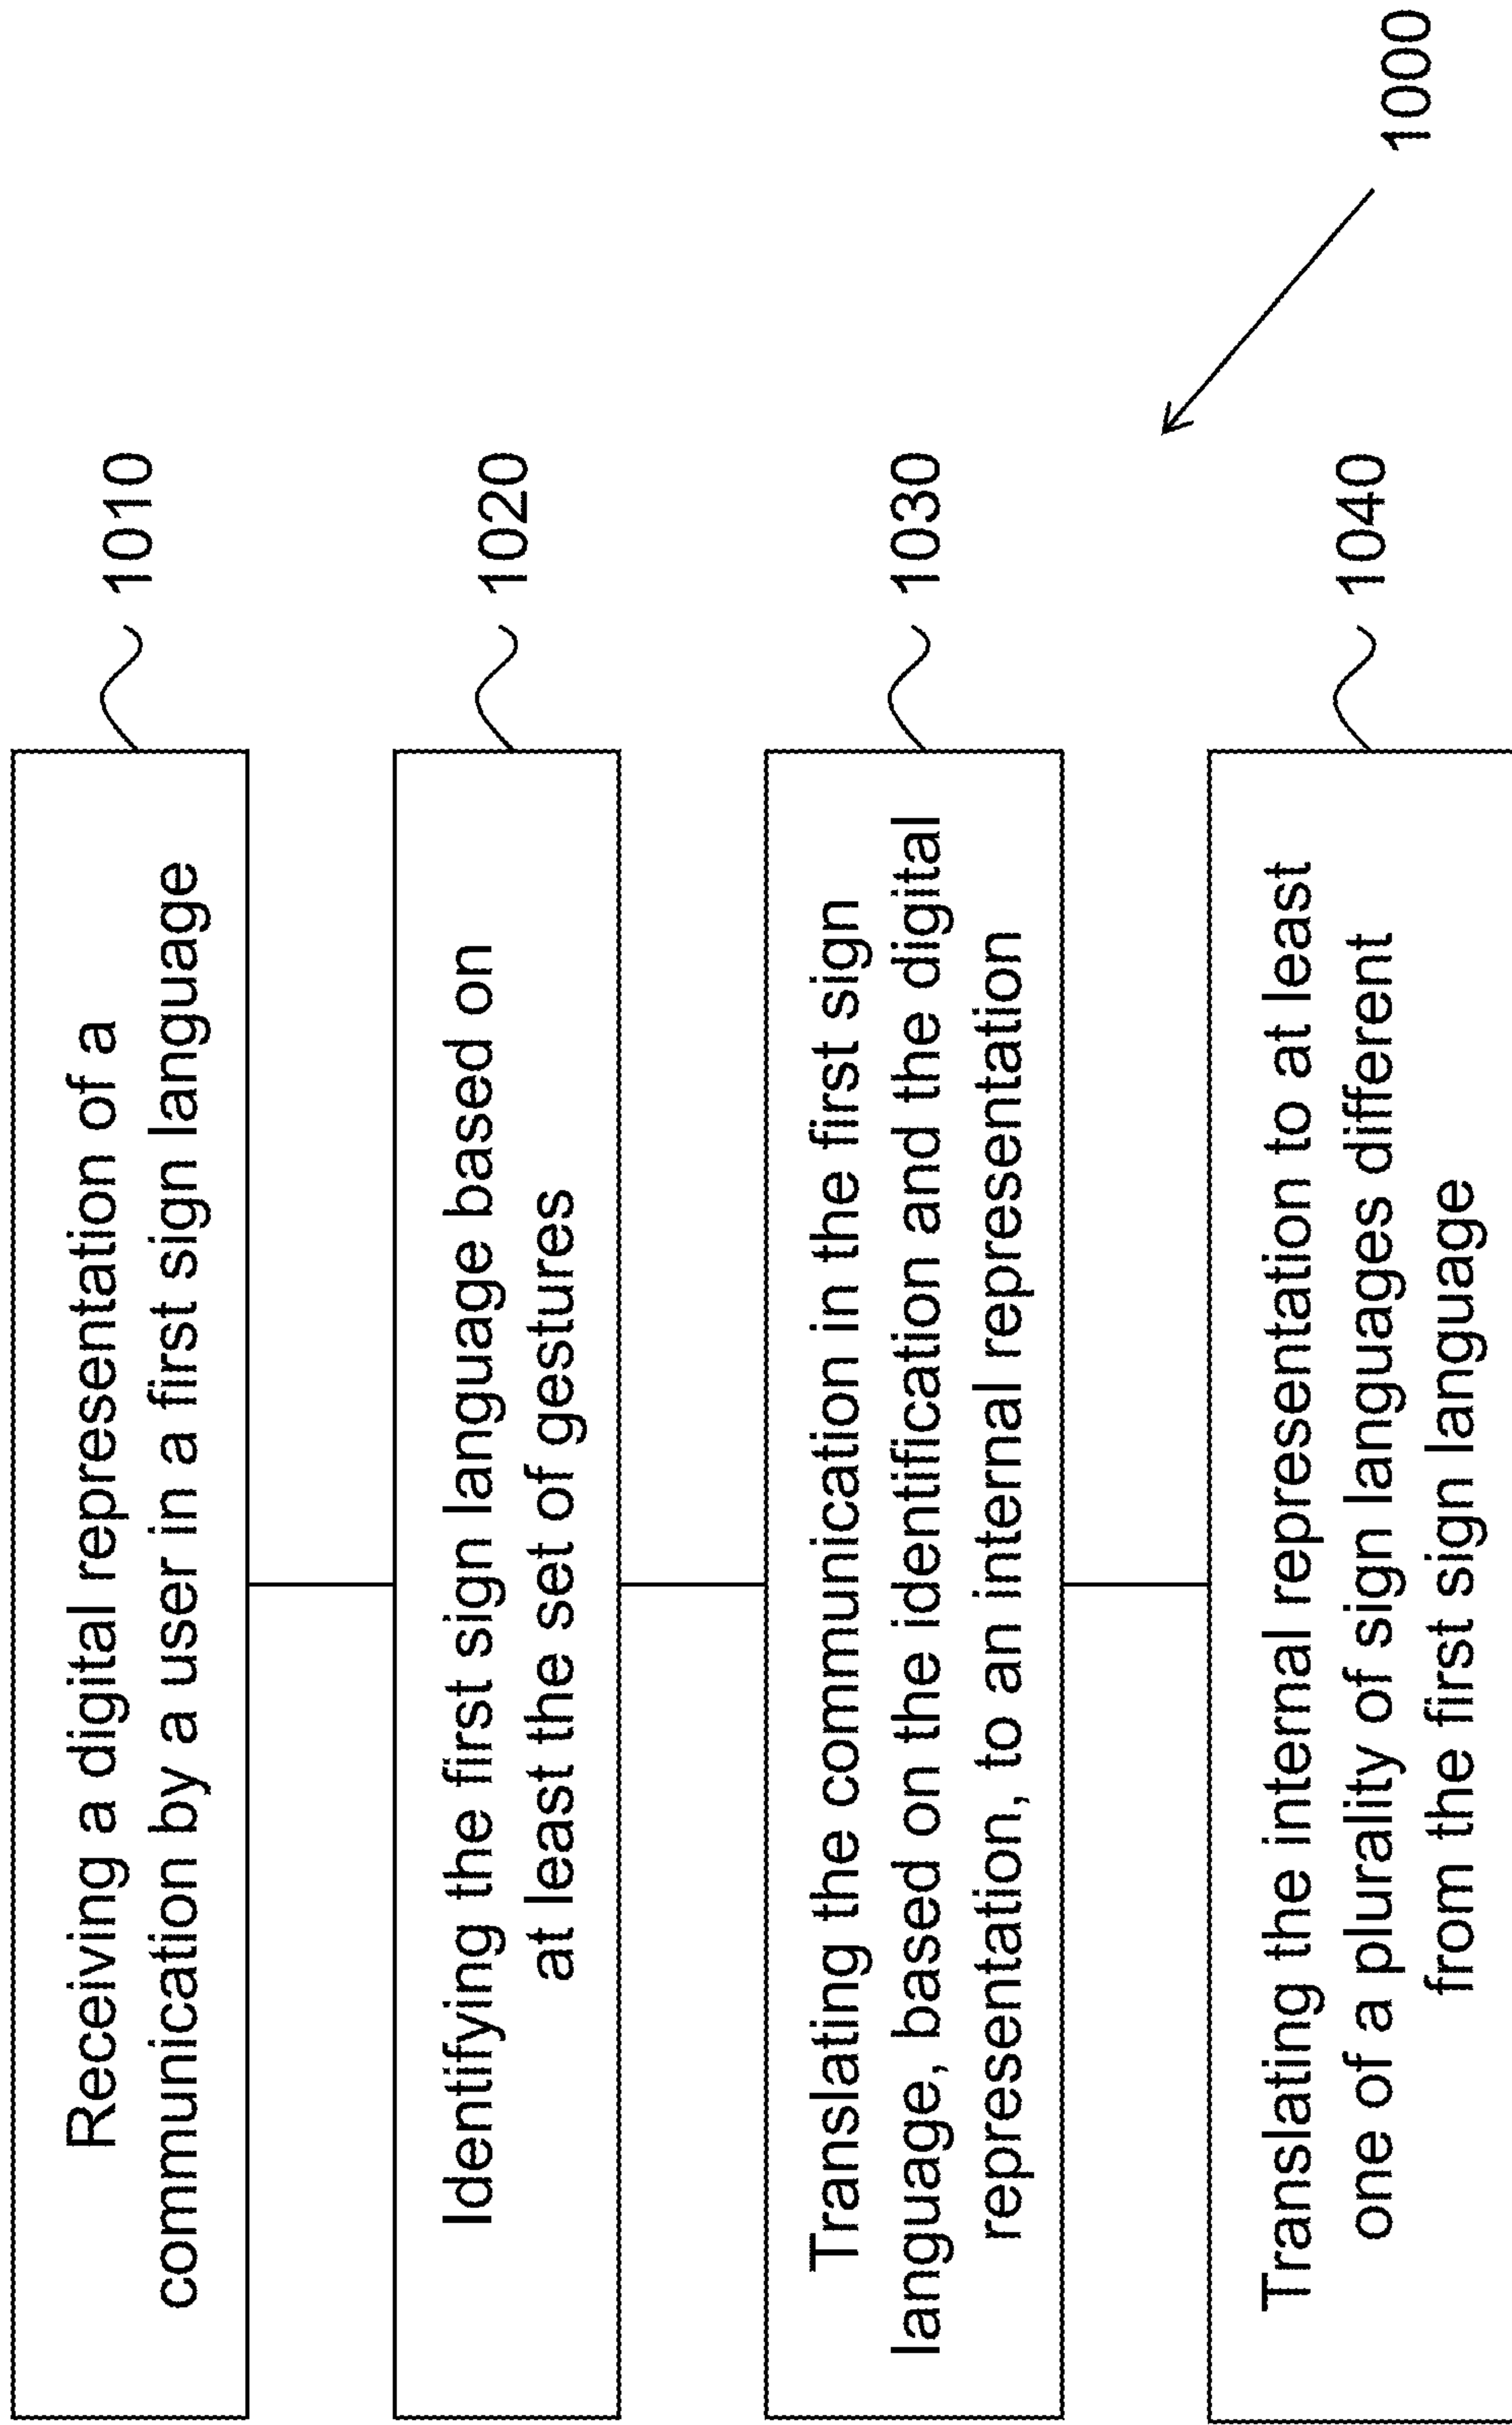 Receiving a digital representation of a
communication by a user in a first sign language
1010
Identifying the first sign language based on
at least the set of gestures
1020
Translating the communication in the first sign
language, based on the identification and the digital
representation, to an internal representation
1030
Translating the internal representation to at least
one of a plurality of sign languages different
from the first sign language
1040
1000